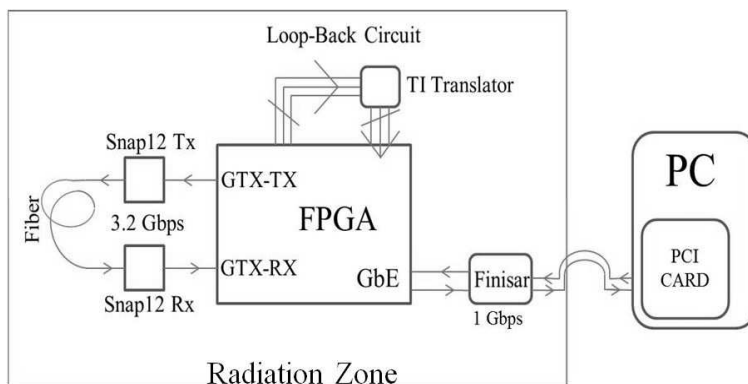 Loop-Back Circuit
TI Translator
Snap12 Tx
GTX-TX
PC
Fiber
3.2 Gbps
FPGA
PCI
CARD
GTX-RX
GbE
Finisar
Snap12 Rx
1 Gbps
Radiation Zone